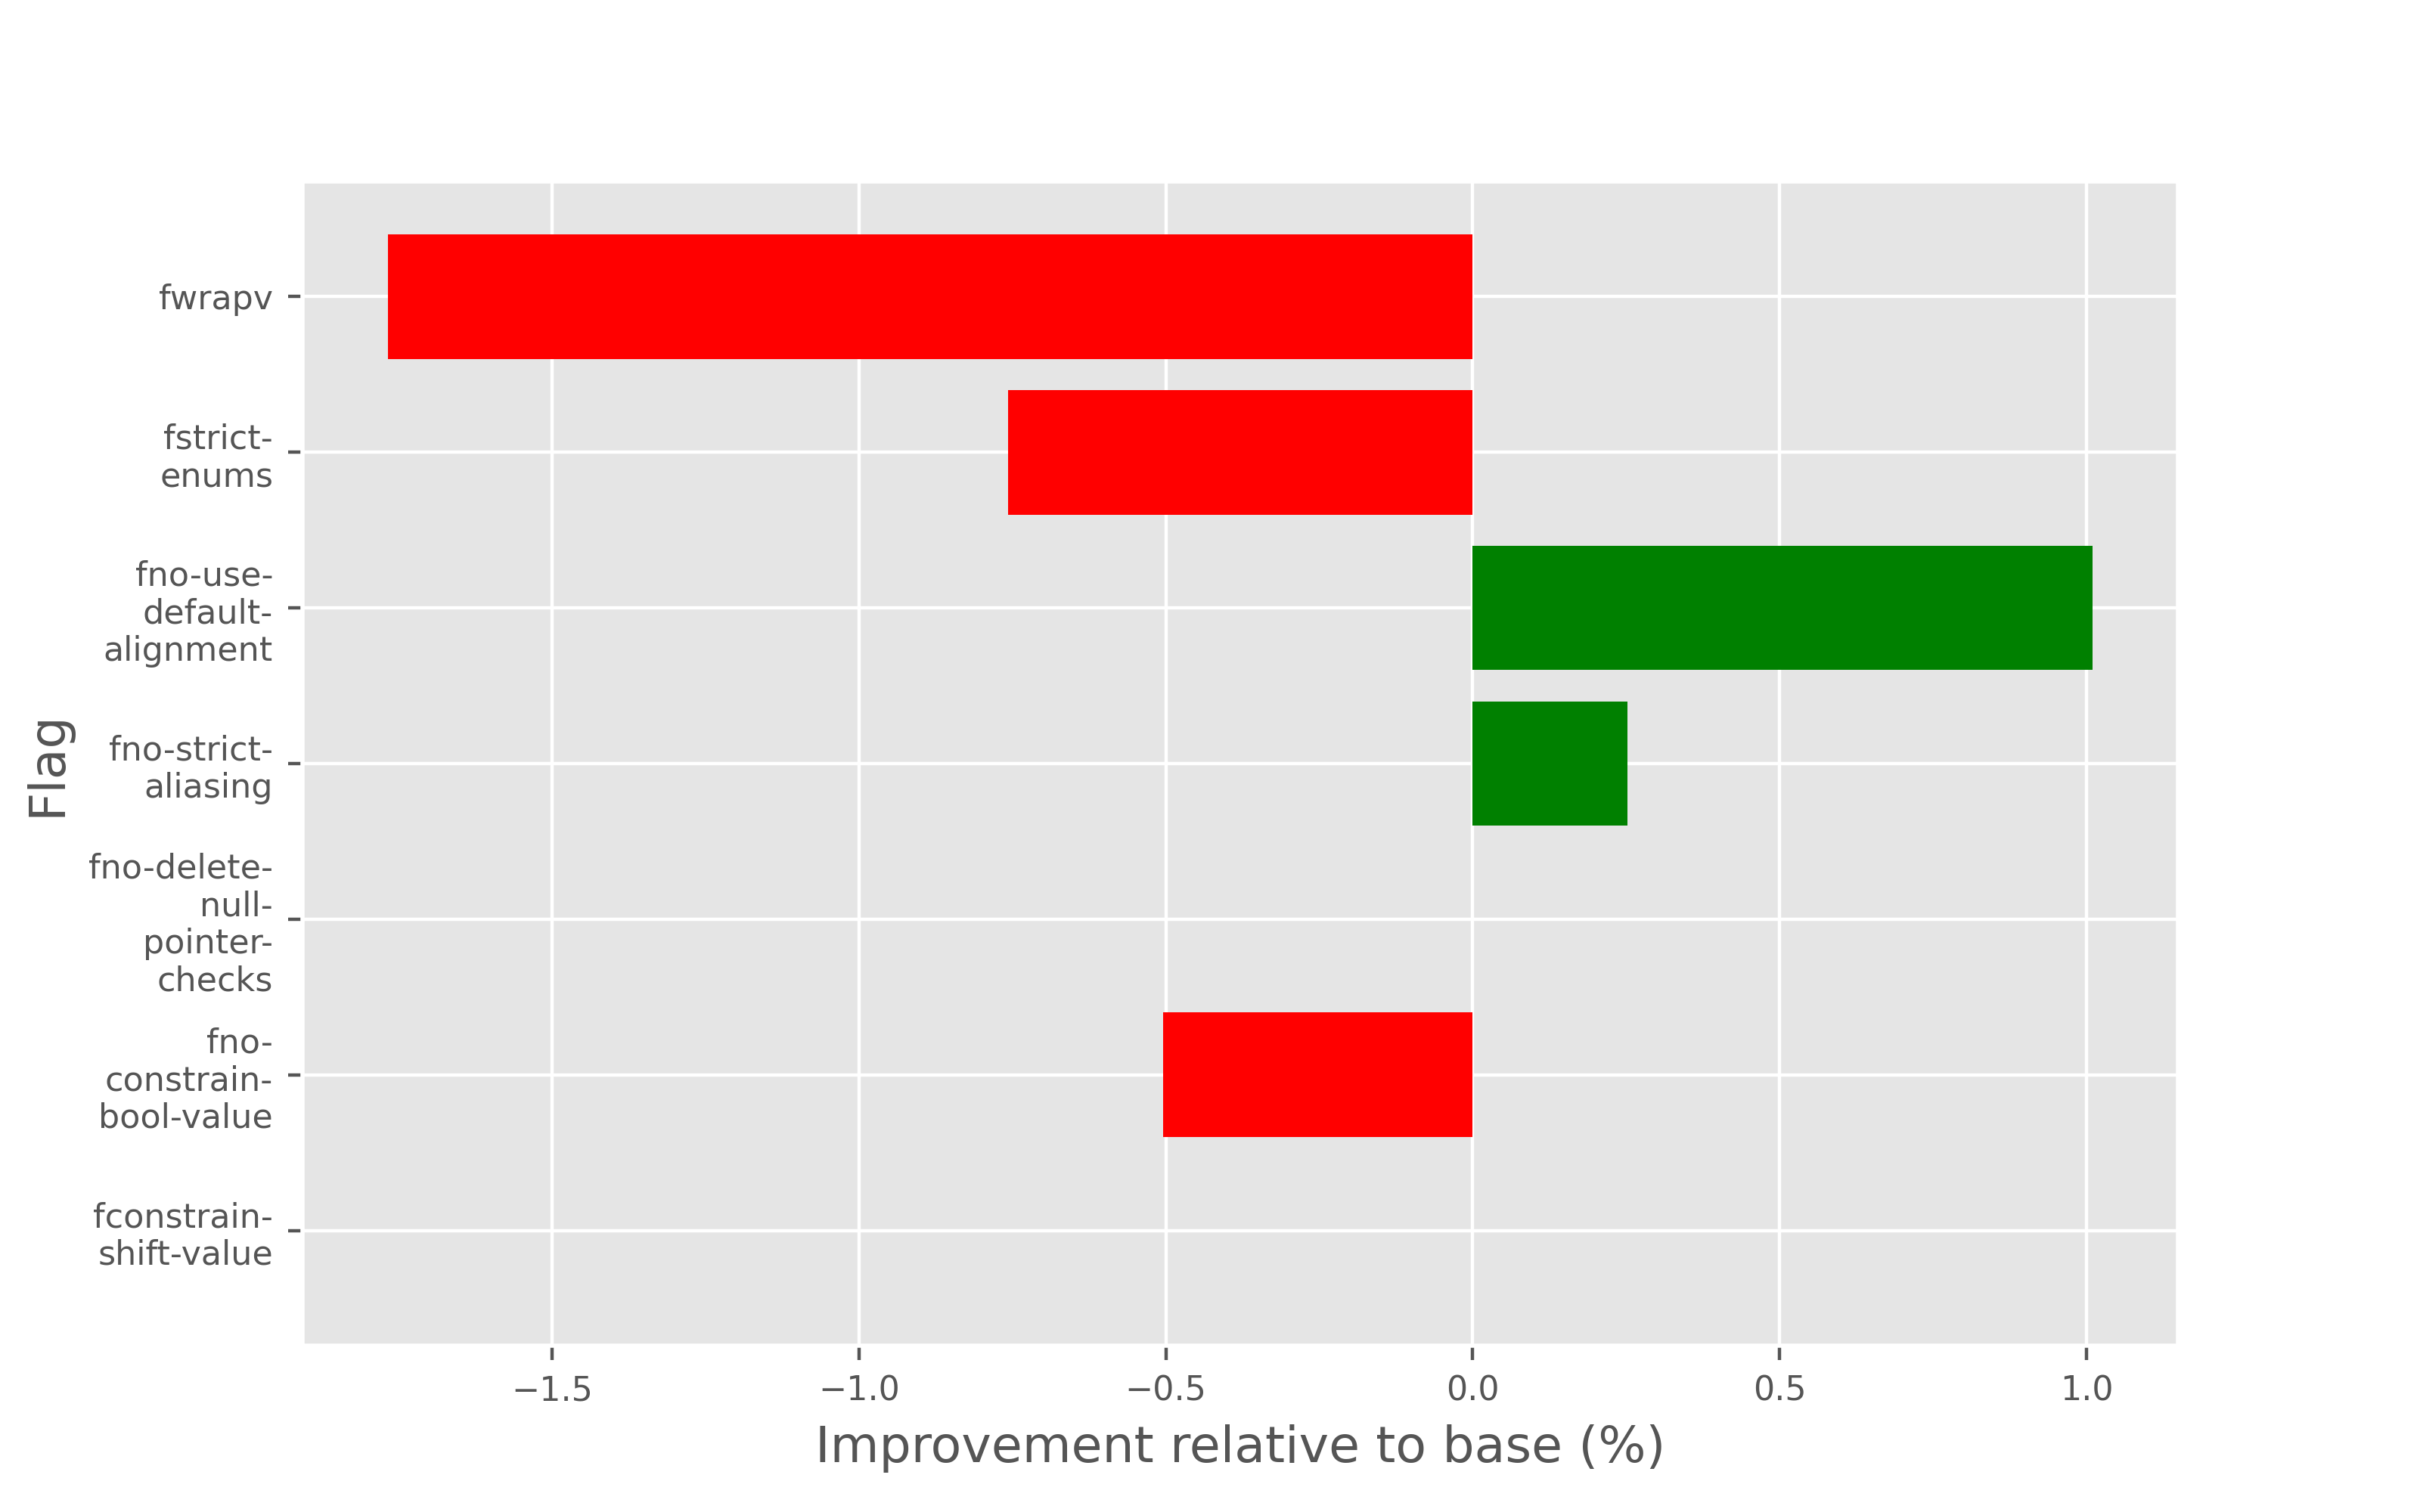 fwrapv
fstrict-
enums
fno-use-
default-
alignment
fno-strict-
aliasing
fno-delete-
null-
pointer-
checks
fno-
constrain-
bool-value
fconstrain-
shift-value
Flag
−1.5
−1.0
−0.5
0.0
0.5
1.0
Improvement relative to base (%)